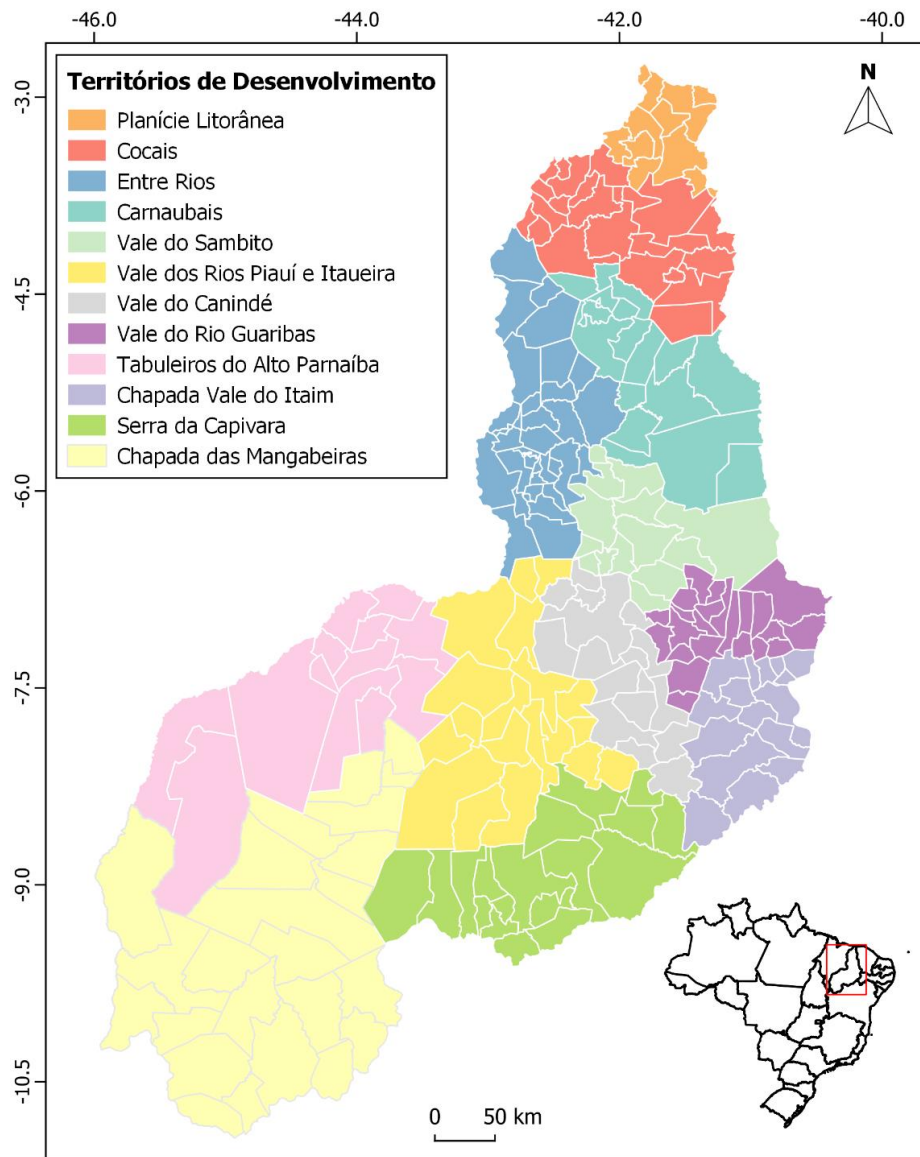 -46.0 -44.0 -42.0 -40.0
Territórios de Desenvolvimento
Planície Litorânea
Cocais
Entre Rios
Carnaubais
Vale do Sambito
Vale dos Rios Piauí e Itaueira
Vale do Canindé
Vale do Rio Guaribas
Tabuleiros do Alto Parnaíba
Chapada Vale do Itaim
Serra da Capivara
Chapada das Mangabeiras
N
-3.0
-4.5
-6.0
-7.5
-9.0
-10.5
0 50 km